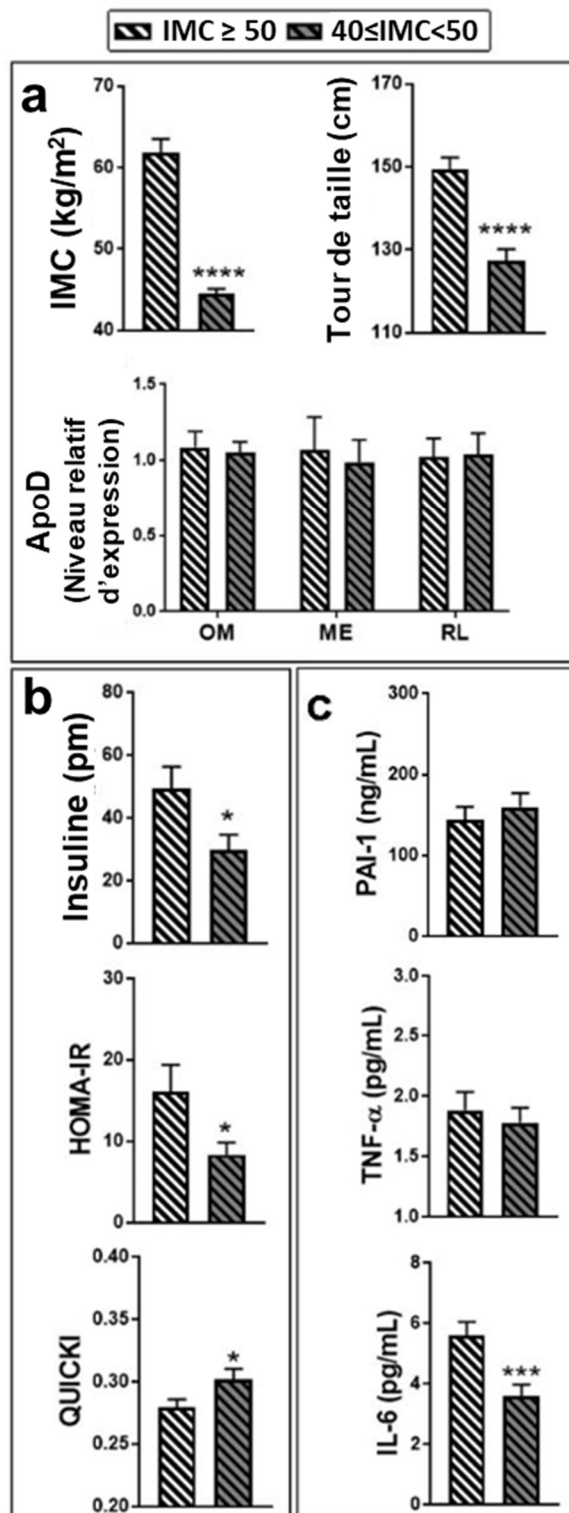 IMC ≥ 50 40≤IMC<50
a
IMC (kg/m²)
70
60
50
40
****
Tour de taille (cm)
170
150
130
110
****
ApoD
(Niveau relatif
d'expression)
1.5
1.0
0.5
0.0
OM ME RL
b
Insuline (pm)
80
60
40
20
0
*
HOMA-IR
30
20
10
0
*
QUICKI
0.40
0.35
0.30
0.25
0.20
*
c
PAI-1 (ng/mL)
300
150
0
TNF-α (pg/mL)
3.0
2.5
2.0
1.5
1.0
IL-6 (pg/mL)
8
6
4
2
0
***